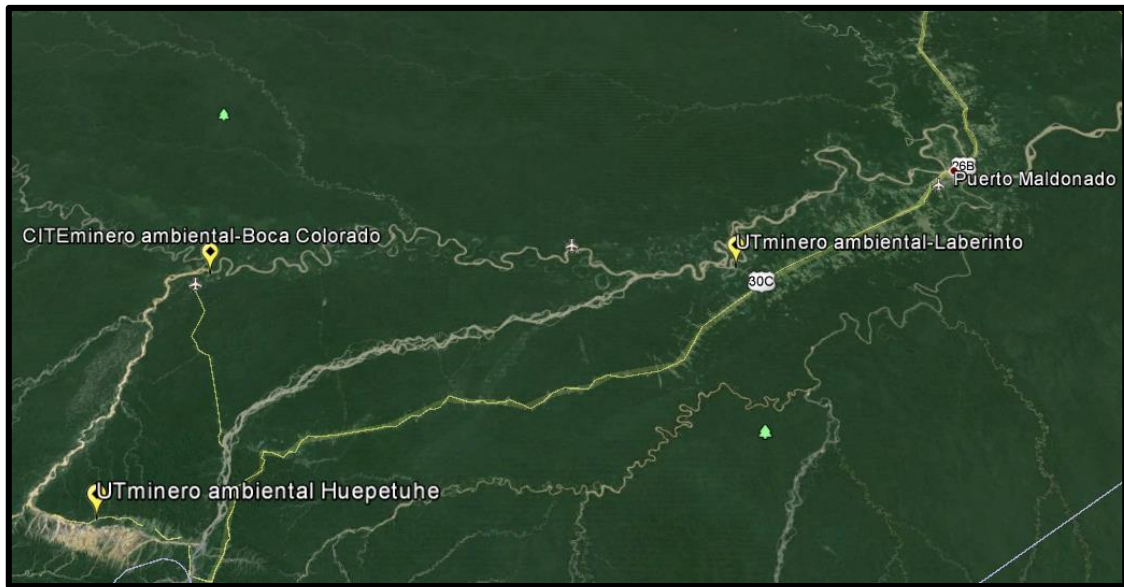 26B
Puerto Maldonado
CITEminero ambiental-Boca Colorado
UTminero ambiental-Laberinto
30C
UTminero ambiental Huepetuhe